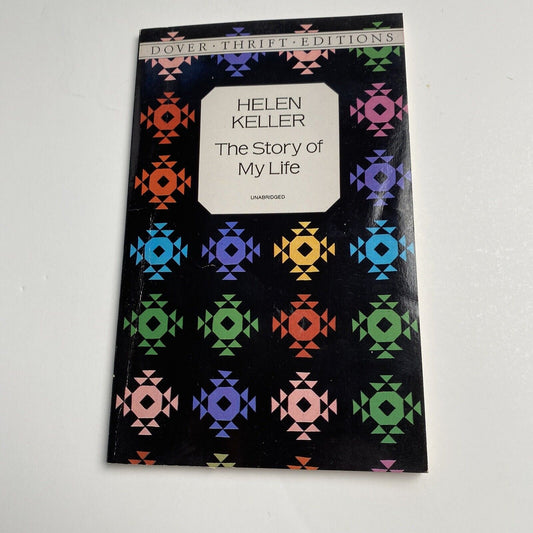 DOVER · THRIFT · EDITIONS
HELEN
KELLER
The Story of
My Life
UNABRIDGED